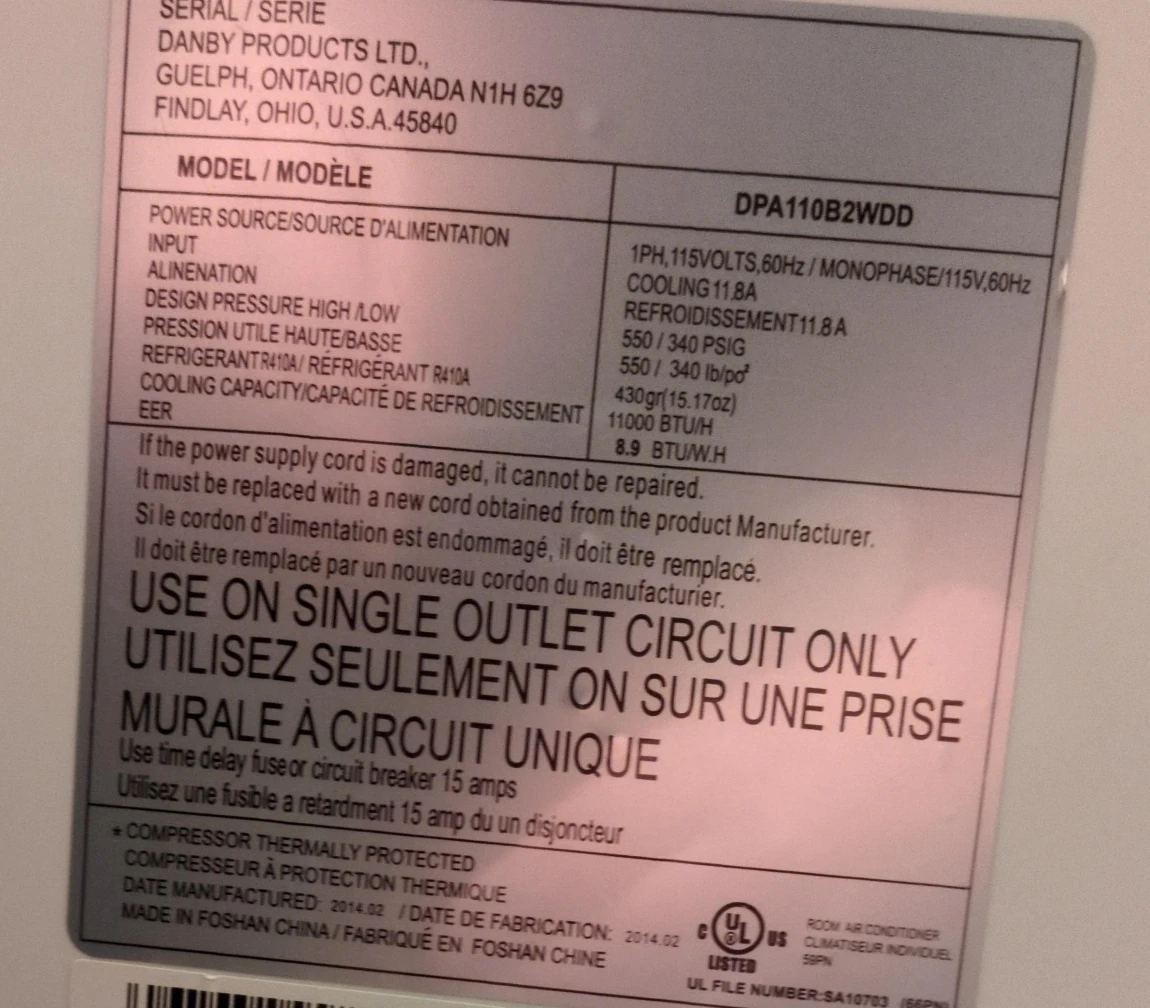 SERIAL / SERIE
DANBY PRODUCTS LTD.,
GUELPH, ONTARIO CANADA N1H 6Z9
FINDLAY, OHIO, U.S.A.45840
MODEL / MODÈLE
DPA110B2WDD
POWER SOURCE/SOURCE D'ALIMENTATION
1PH,115VOLTS,60Hz / MONOPHASE/115V,60Hz
INPUT
COOLING 11.8A
ALINENATION
REFROIDISSEMENT 11.8 A
DESIGN PRESSURE HIGH /LOW
550 / 340 PSIG
PRESSION UTILE HAUTE/BASSE
550 / 340 lb/po²
REFRIGERANT R410A / RÉFRIGÉRANT R410A
430gr(15.17oz)
COOLING CAPACITY/CAPACITÉ DE REFROIDISSEMENT
11000 BTU/H
EER
8.9 BTU/W.H
If the power supply cord is damaged, it cannot be repaired.
It must be replaced with a new cord obtained from the product Manufacturer.
Si le cordon d'alimentation est endommagé, il doit être remplacé.
Il doit être remplacé par un nouveau cordon du manufacturier.
USE ON SINGLE OUTLET CIRCUIT ONLY
UTILISEZ SEULEMENT ON SUR UNE PRISE
MURALE À CIRCUIT UNIQUE
Use time delay fuse or circuit breaker 15 amps
Utilisez une fusible a retardment 15 amp du un disjoncteur
* COMPRESSOR THERMALLY PROTECTED
COMPRESSEUR À PROTECTION THERMIQUE
DATE MANUFACTURED: 2014.02 / DATE DE FABRICATION: 2014.02
MADE IN FOSHAN CHINA / FABRIQUÉ EN FOSHAN CHINE
C UL ® US
LISTED
ROOM AIR CONDITIONER
CLIMATISEUR INDIVIDUEL
59PN
UL FILE NUMBER:SA10703 (66PN)